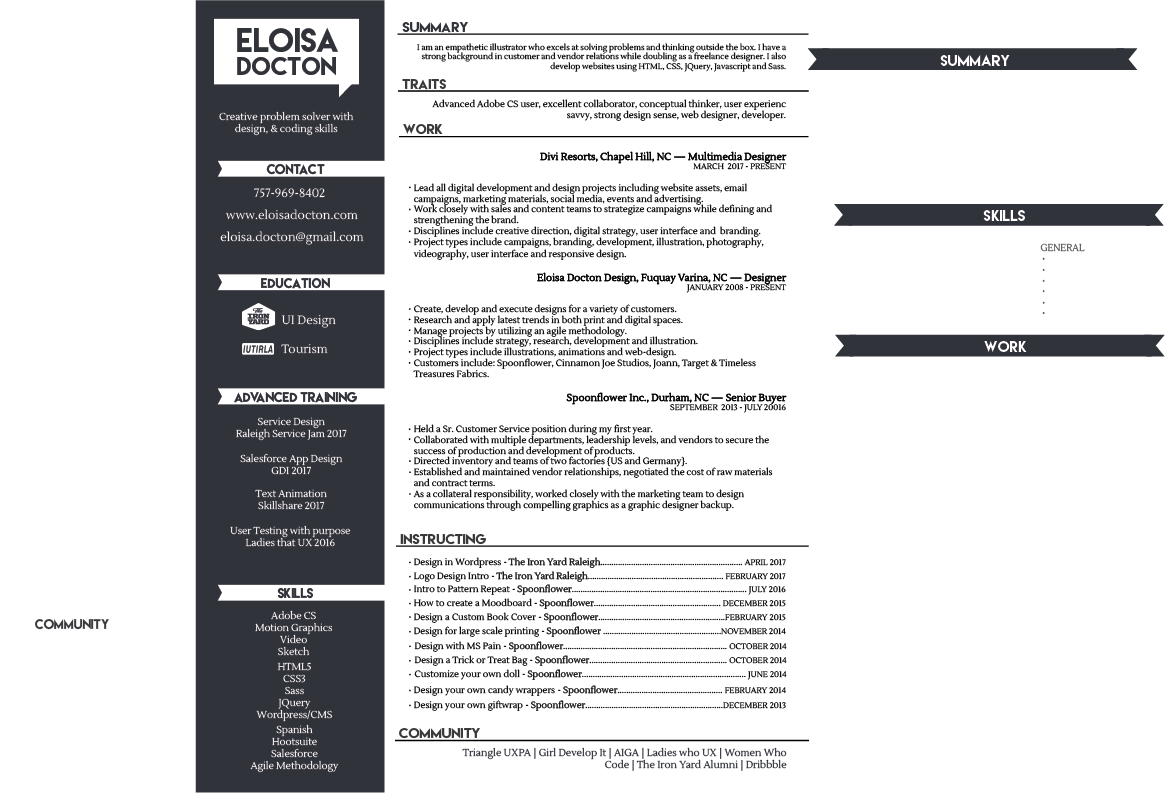 ELOISA
DOCTON
Creative problem solver with
design, & coding skills
CONTACT
757-969-8402
www.eloisadocton.com
eloisa.docton@gmail.com
EDUCATION
The
IRON
YARD
UI Design
IUTIRLA
Tourism
ADVANCED TRAINING
Service Design
Raleigh Service Jam 2017
Salesforce App Design
GDI 2017
Text Animation
Skillshare 2017
User Testing with purpose
Ladies that UX 2016
SKILLS
Adobe CS
Motion Graphics
Video
Sketch
HTML5
CSS3
Sass
JQuery
Wordpress/CMS
Spanish
Hootsuite
Salesforce
Agile Methodology
COMMUNITY
SUMMARY
I am an empathetic illustrator who excels at solving problems and thinking outside the box. I have a
strong background in customer and vendor relations while doubling as a freelance designer. I also
develop websites using HTML, CSS, JQuery, Javascript and Sass.
TRAITS
Advanced Adobe CS user, excellent collaborator, conceptual thinker, user experienc
savvy, strong design sense, web designer, developer.
WORK
Divi Resorts, Chapel Hill, NC — Multimedia Designer
MARCH 2017 - PRESENT
· Lead all digital development and design projects including website assets, email
campaigns, marketing materials, social media, events and advertising.
· Work closely with sales and content teams to strategize campaigns while defining and
strengthening the brand.
· Disciplines include creative direction, digital strategy, user interface and branding.
· Project types include campaigns, branding, development, illustration, photography,
videography, user interface and responsive design.
Eloisa Docton Design, Fuquay Varina, NC — Designer
JANUARY 2008 - PRESENT
· Create, develop and execute designs for a variety of customers.
· Research and apply latest trends in both print and digital spaces.
· Manage projects by utilizing an agile methodology.
· Disciplines include strategy, research, development and illustration.
· Project types include illustrations, animations and web-design.
· Customers include: Spoonflower, Cinnamon Joe Studios, Joann, Target & Timeless
Treasures Fabrics.
Spoonflower Inc., Durham, NC — Senior Buyer
SEPTEMBER 2013 - JULY 20016
· Held a Sr. Customer Service position during my first year.
· Collaborated with multiple departments, leadership levels, and vendors to secure the
success of production and development of products.
· Directed inventory and teams of two factories {US and Germany}.
· Established and maintained vendor relationships, negotiated the cost of raw materials
and contract terms.
· As a collateral responsibility, worked closely with the marketing team to design
communications through compelling graphics as a graphic designer backup.
INSTRUCTING
· Design in Wordpress - The Iron Yard Raleigh........ APRIL 2017
· Logo Design Intro - The Iron Yard Raleigh........ FEBRUARY 2017
· Intro to Pattern Repeat - Spoonflower........ JULY 2016
· How to create a Moodboard - Spoonflower........ DECEMBER 2015
· Design a Custom Book Cover - Spoonflower........FEBRUARY 2015
· Design for large scale printing - Spoonflower ........NOVEMBER 2014
· Design with MS Pain - Spoonflower........ OCTOBER 2014
· Design a Trick or Treat Bag - Spoonflower........ OCTOBER 2014
· Customize your own doll - Spoonflower........ JUNE 2014
· Design your own candy wrappers - Spoonflower........ FEBRUARY 2014
· Design your own giftwrap - Spoonflower........DECEMBER 2013
COMMUNITY
Triangle UXPA | Girl Develop It | AIGA | Ladies who UX | Women Who
Code | The Iron Yard Alumni | Dribbble
SUMMARY
SKILLS
GENERAL
·
·
·
·
·
·
WORK